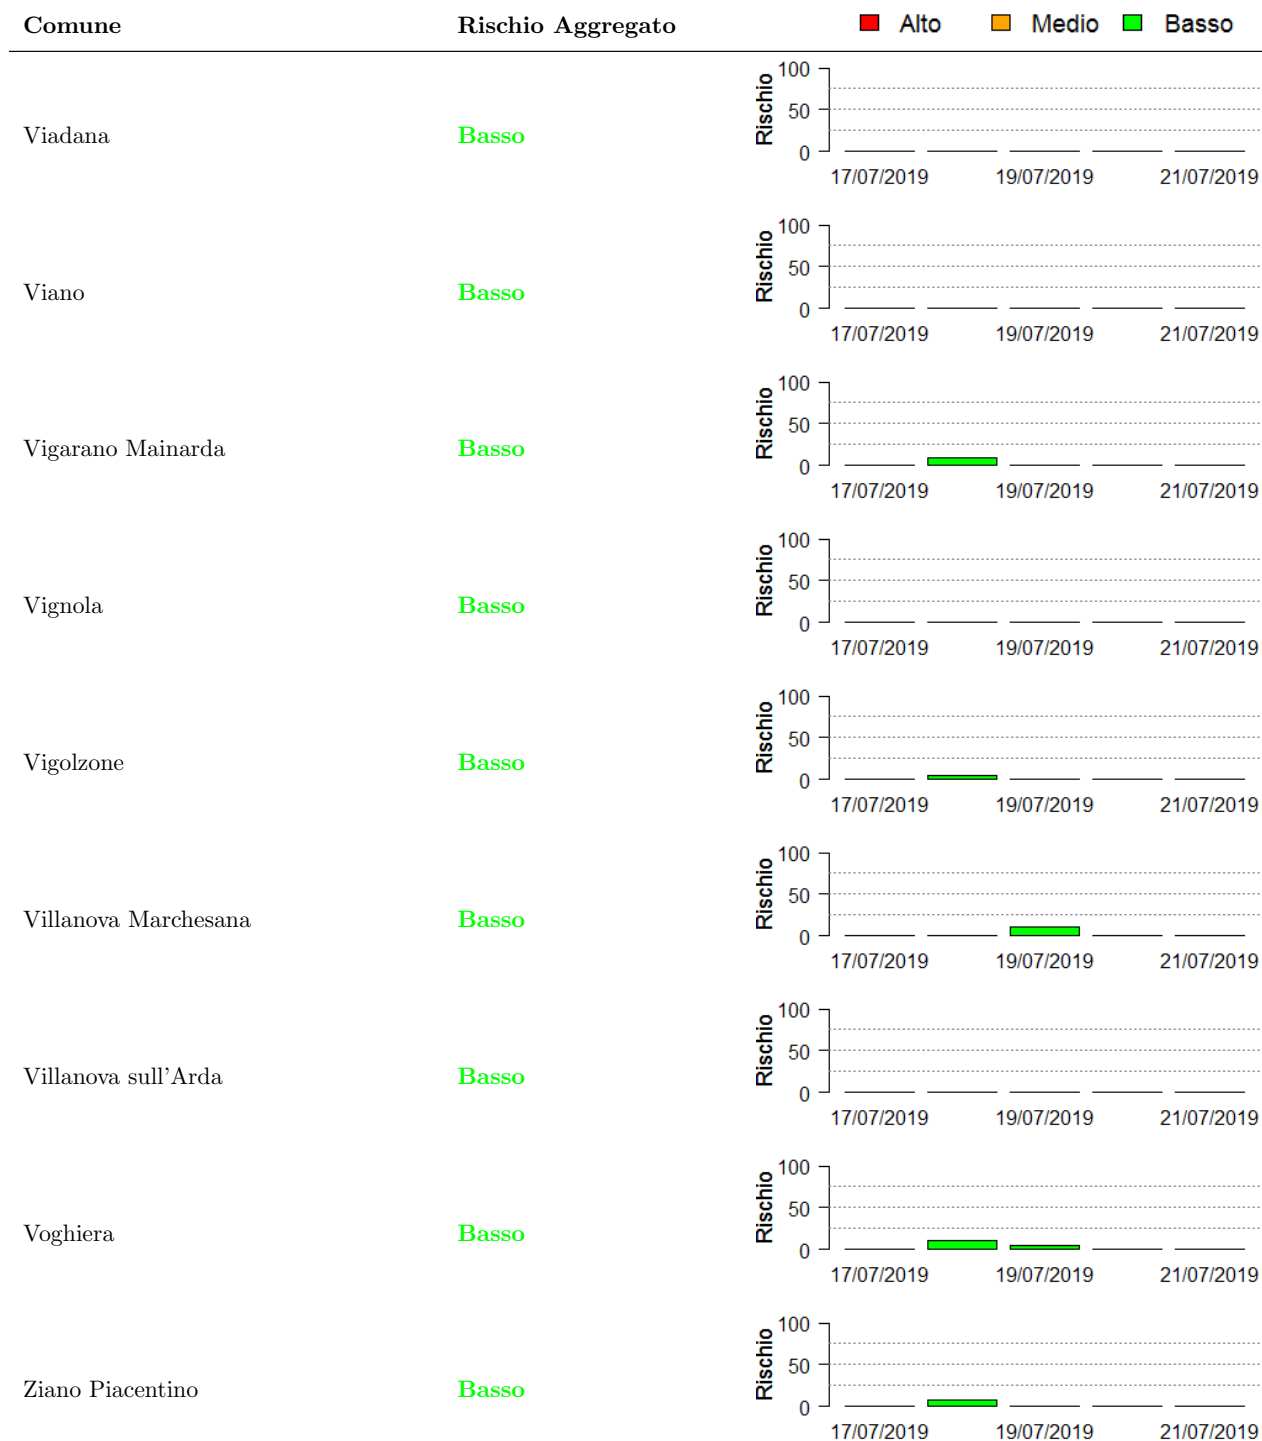 Comune Rischio Aggregato Alto Medio Basso
Viadana Basso Rischio 100 50 0
17/07/2019 19/07/2019 21/07/2019
Viano Basso Rischio 100 50 0
17/07/2019 19/07/2019 21/07/2019
Vigarano Mainarda Basso Rischio 100 50 0
17/07/2019 19/07/2019 21/07/2019
Vignola Basso Rischio 100 50 0
17/07/2019 19/07/2019 21/07/2019
Vigolzone Basso Rischio 100 50 0
17/07/2019 19/07/2019 21/07/2019
Villanova Marchesana Basso Rischio 100 50 0
17/07/2019 19/07/2019 21/07/2019
Villanova sull'Arda Basso Rischio 100 50 0
17/07/2019 19/07/2019 21/07/2019
Voghiera Basso Rischio 100 50 0
17/07/2019 19/07/2019 21/07/2019
Ziano Piacentino Basso Rischio 100 50 0
17/07/2019 19/07/2019 21/07/2019